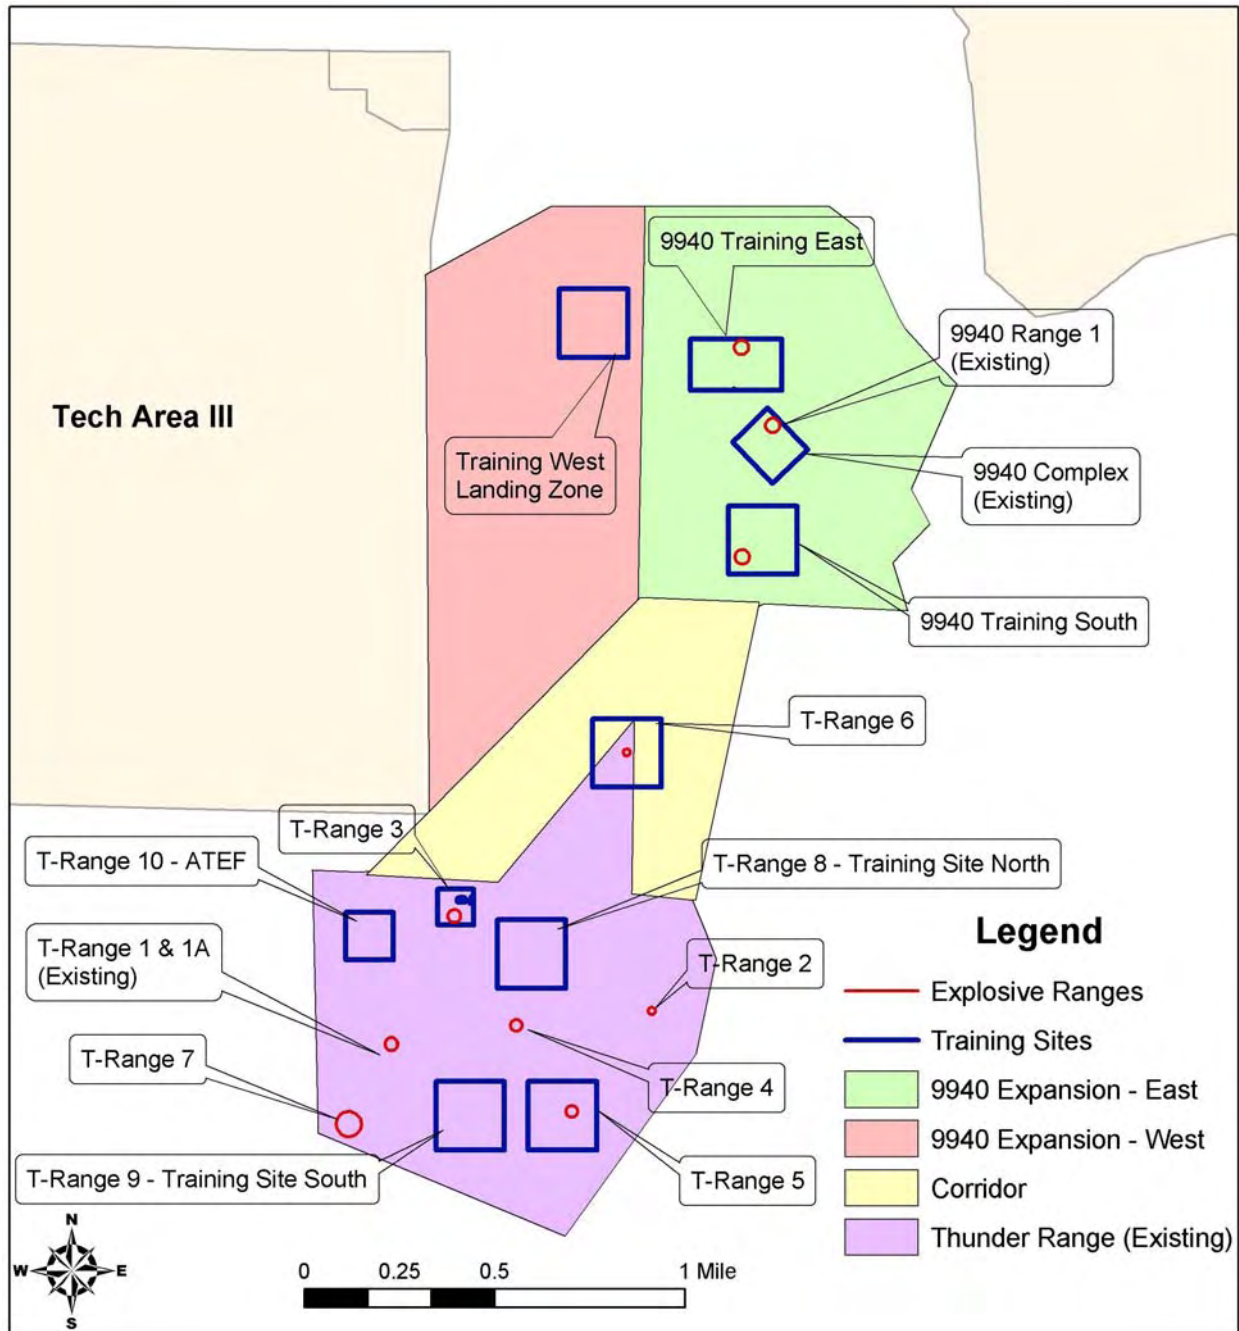 9940 Training East
9940 Range 1
(Existing)
Tech Area III
Training West
Landing Zone
9940 Complex
(Existing)
9940 Training South
T-Range 6
T-Range 3
T-Range 10 - ATEF
T-Range 8 - Training Site North
T-Range 1 & 1A
(Existing)
T-Range 2
T-Range 7
T-Range 4
T-Range 9 - Training Site South
T-Range 5
Legend
Explosive Ranges
Training Sites
9940 Expansion - East
9940 Expansion - West
Corridor
Thunder Range (Existing)
N
W E
S
0 0.25 0.5 1 Mile